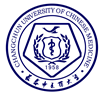 CHANGCHUN UNIVERSITY OF CHINESE MEDICINE
1958
长春中医药大学